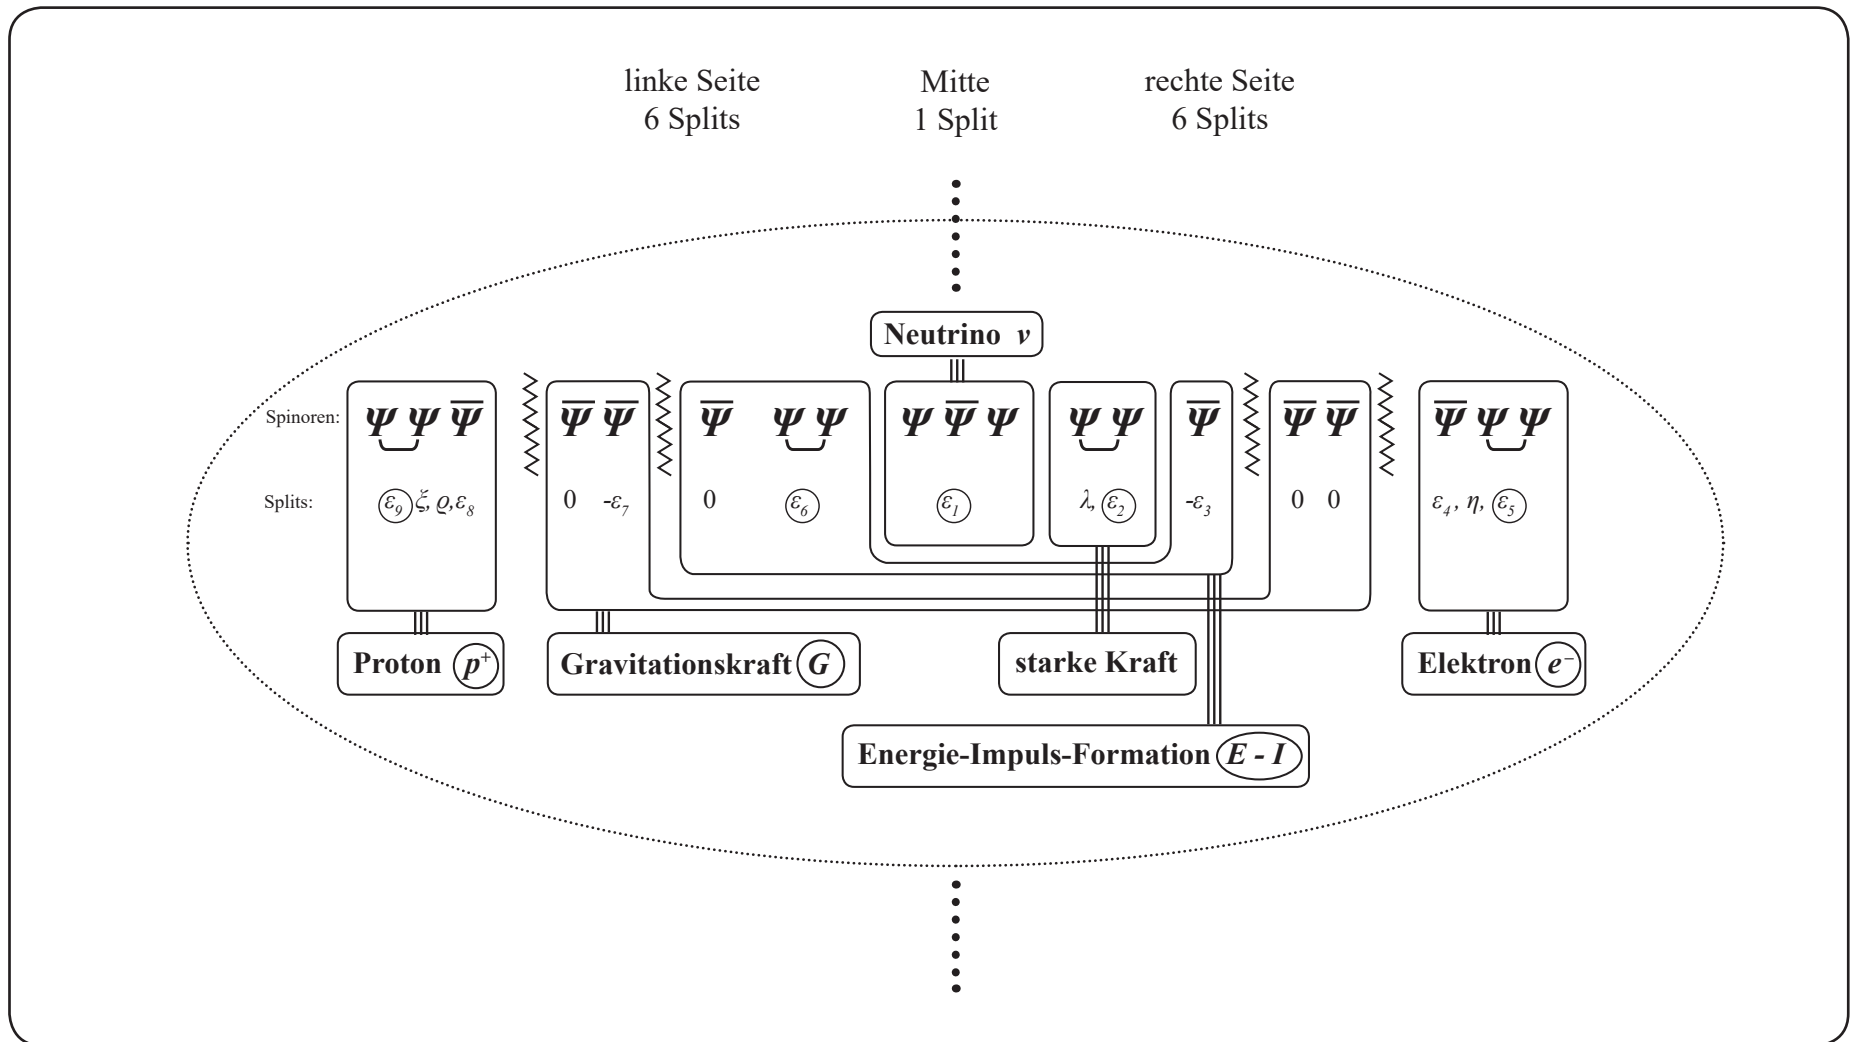 linke Seite Mitte rechte Seite
6 Splits 1 Split 6 Splits
Neutrino ν
Spinoren: Ψ Ψ Ψ̅ Ψ̅ Ψ̅ Ψ̅ Ψ Ψ Ψ Ψ̅ Ψ Ψ Ψ Ψ̅ Ψ̅ Ψ̅ Ψ̅ Ψ Ψ
Splits: ε₉ ξ, ϱ, ε₈ 0 -ε₇ 0 ε₆ ε₁ λ, ε₂ -ε₃ 0 0 ε₄, η, ε₅
Proton p⁺ Gravitationskraft G starke Kraft Elektron e⁻
Energie-Impuls-Formation E - I